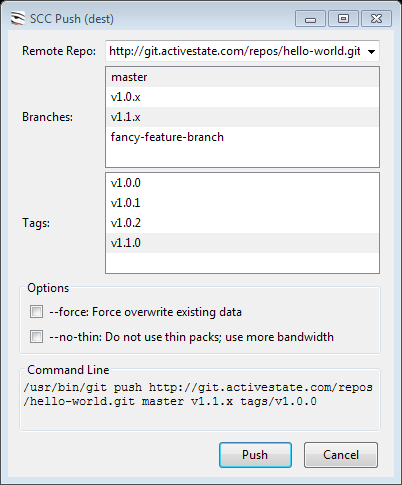 SCC Push (dest)
Remote Repo: http://git.activestate.com/repos/hello-world.git
Branches:
master
v1.0.x
v1.1.x
fancy-feature-branch
Tags:
v1.0.0
v1.0.1
v1.0.2
v1.1.0
Options
--force: Force overwrite existing data
--no-thin: Do not use thin packs; use more bandwidth
Command Line
/usr/bin/git push http://git.activestate.com/repos
/hello-world.git master v1.1.x tags/v1.0.0
Push Cancel